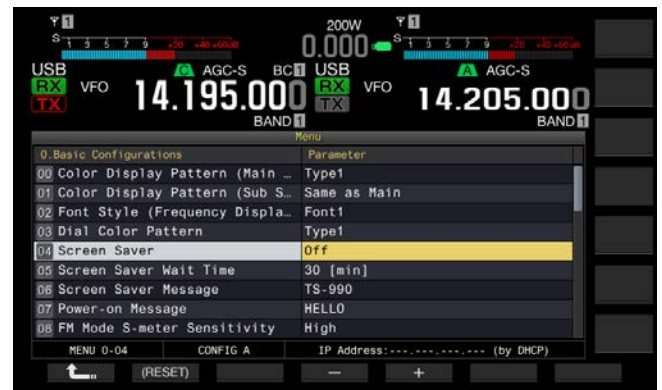 1 200W 1
S 1 3 5 7 9 +20 +40 +60dB 0.000 S 1 3 5 7 9 +20 +40 +60dB
USB C AGC-S BC 1 USB A AGC-S
RX VFO 14.195.000 RX VFO 14.205.000
TX BAND 1 TX BAND 1
Menu
0.Basic Configurations Parameter
00 Color Display Pattern (Main … Type1
01 Color Display Pattern (Sub S… Same as Main
02 Font Style (Frequency Displa… Font1
03 Dial Color Pattern Type1
04 Screen Saver Off
05 Screen Saver Wait Time 30 [min]
06 Screen Saver Message TS-990
07 Power-on Message HELLO
08 FM Mode S-meter Sensitivity High
MENU 0-04 CONFIG A IP Address:---.---.---.--- (by DHCP)
(RESET) − +